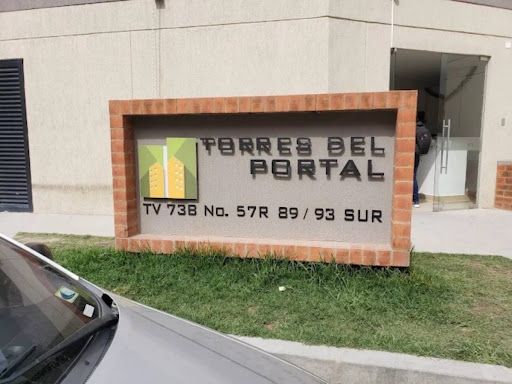 TORRES DEL
PORTAL
TV 73B No. 57R 89 / 93 SUR